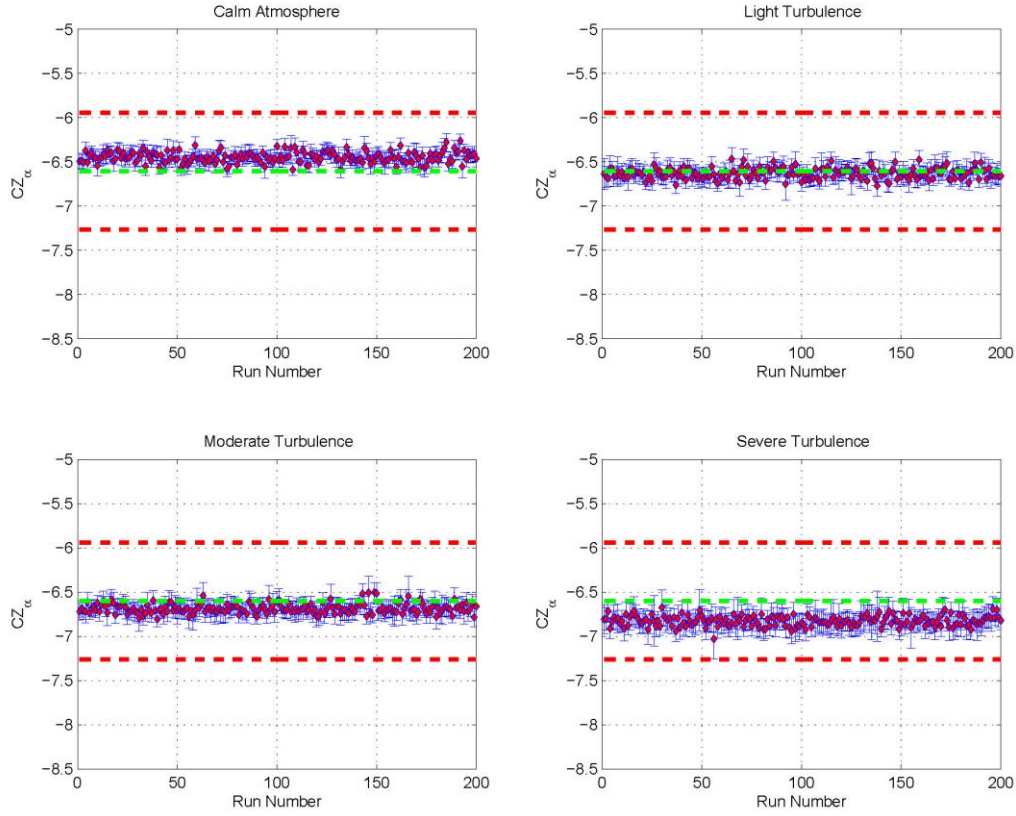 Calm Atmosphere
−5
−5.5
−6
−6.5
−7
−7.5
−8
−8.5
CZα
0 50 100 150 200
Run Number
Light Turbulence
−5
−5.5
−6
−6.5
−7
−7.5
−8
−8.5
CZα
0 50 100 150 200
Run Number
Moderate Turbulence
−5
−5.5
−6
−6.5
−7
−7.5
−8
−8.5
CZα
0 50 100 150 200
Run Number
Severe Turbulence
−5
−5.5
−6
−6.5
−7
−7.5
−8
−8.5
CZα
0 50 100 150 200
Run Number